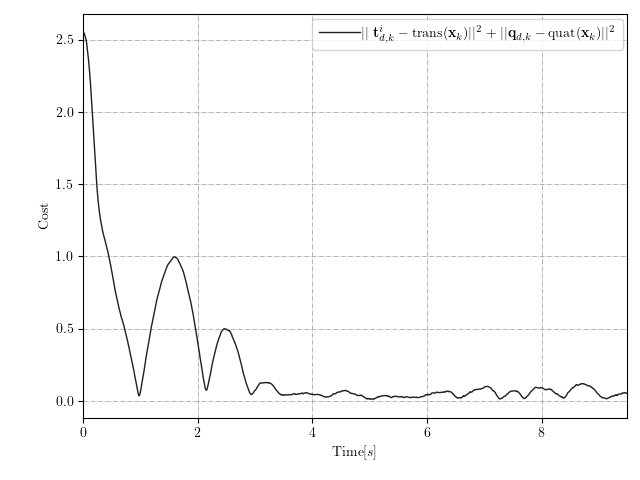 || t^i_{d,k} − trans(x_k)||^2 + ||q_{d,k} − quat(x_k)||^2
2.5
2.0
1.5
1.0
0.5
0.0
Cost
0 2 4 6 8
Time[s]